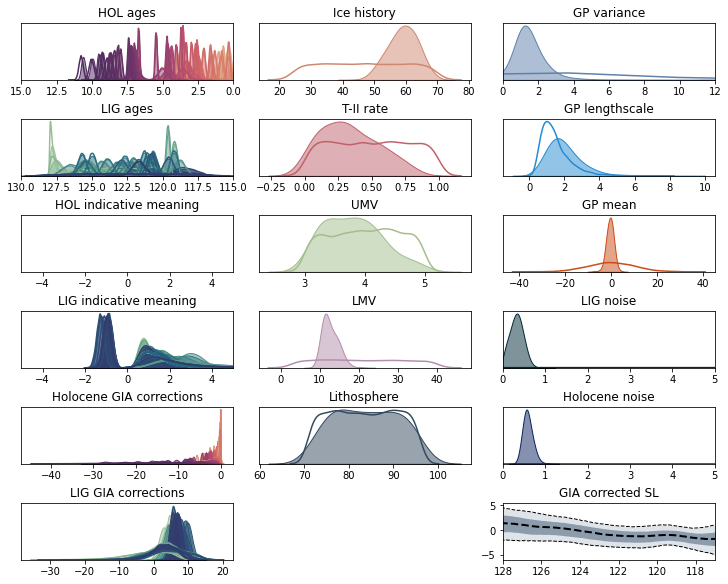 HOL ages
Ice history
GP variance
15.0 12.5 10.0 7.5 5.0 2.5 0.0
20 30 40 50 60 70 80
0 2 4 6 8 10 12
LIG ages
T-II rate
GP lengthscale
130.0 127.5 125.0 122.5 120.0 117.5 115.0
−0.25 0.00 0.25 0.50 0.75 1.00
0 2 4 6 8 10
HOL indicative meaning
UMV
GP mean
−4 −2 0 2 4
3 4 5
−40 −20 0 20 40
LIG indicative meaning
LMV
LIG noise
−4 −2 0 2 4
0 10 20 30 40
0 1 2 3 4 5
Holocene GIA corrections
Lithosphere
Holocene noise
−40 −30 −20 −10 0
60 70 80 90 100
0 1 2 3 4 5
LIG GIA corrections
GIA corrected SL
5
0
−5
−30 −20 −10 0 10 20
128 126 124 122 120 118